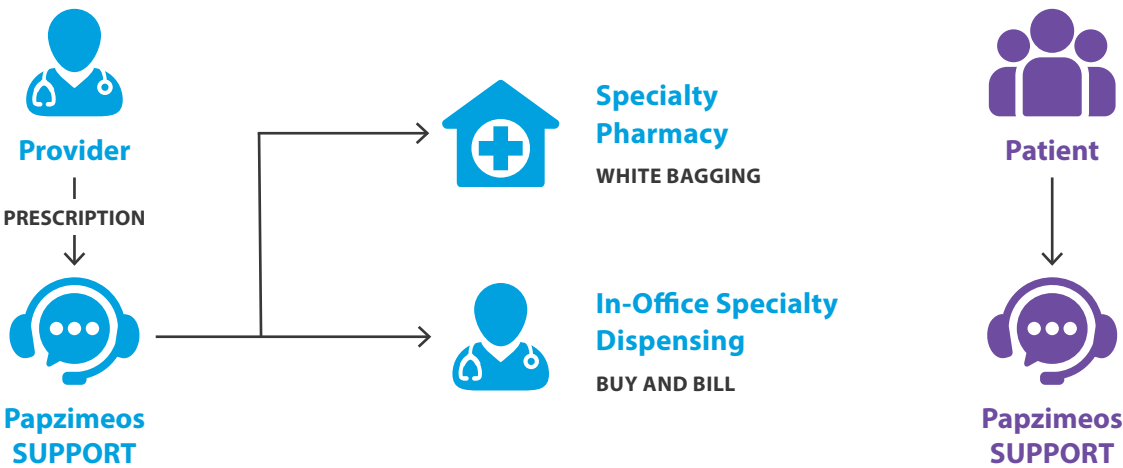 Provider
PRESCRIPTION
Papzimeos
SUPPORT
Specialty
Pharmacy
WHITE BAGGING
In-Office Specialty
Dispensing
BUY AND BILL
Patient
Papzimeos
SUPPORT